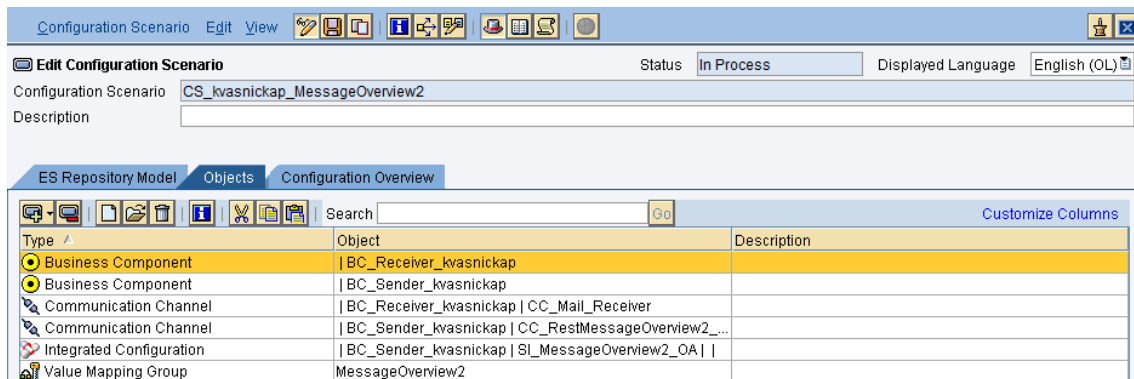 Configuration Scenario Edit View
Edit Configuration Scenario Status In Process Displayed Language English (OL)
Configuration Scenario CS_kvasnickap_MessageOverview2
Description
ES Repository Model Objects Configuration Overview
Search Go Customize Columns
Type Object Description
Business Component | BC_Receiver_kvasnickap
Business Component | BC_Sender_kvasnickap
Communication Channel | BC_Receiver_kvasnickap | CC_Mail_Receiver
Communication Channel | BC_Sender_kvasnickap | CC_RestMessageOverview2_...
Integrated Configuration | BC_Sender_kvasnickap | SI_MessageOverview2_OA | |
Value Mapping Group MessageOverview2